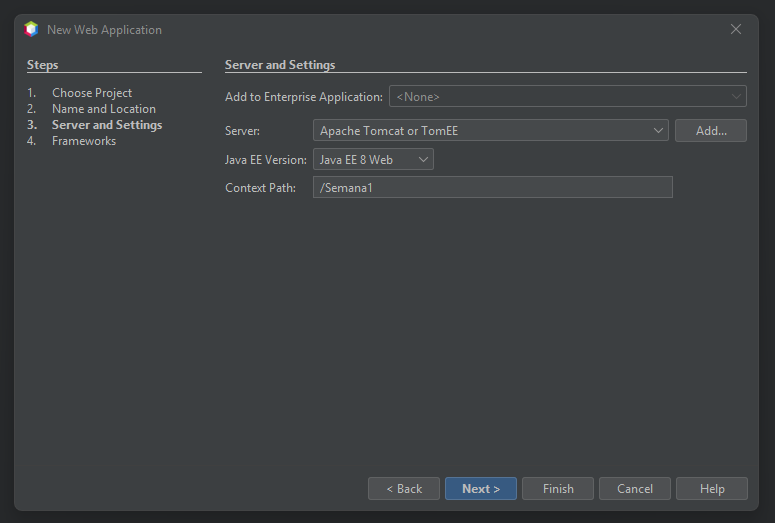 New Web Application
Steps
1. Choose Project
2. Name and Location
3. Server and Settings
4. Frameworks
Server and Settings
Add to Enterprise Application: <None>
Server: Apache Tomcat or TomEE Add...
Java EE Version: Java EE 8 Web
Context Path: /Semana1
< Back Next > Finish Cancel Help